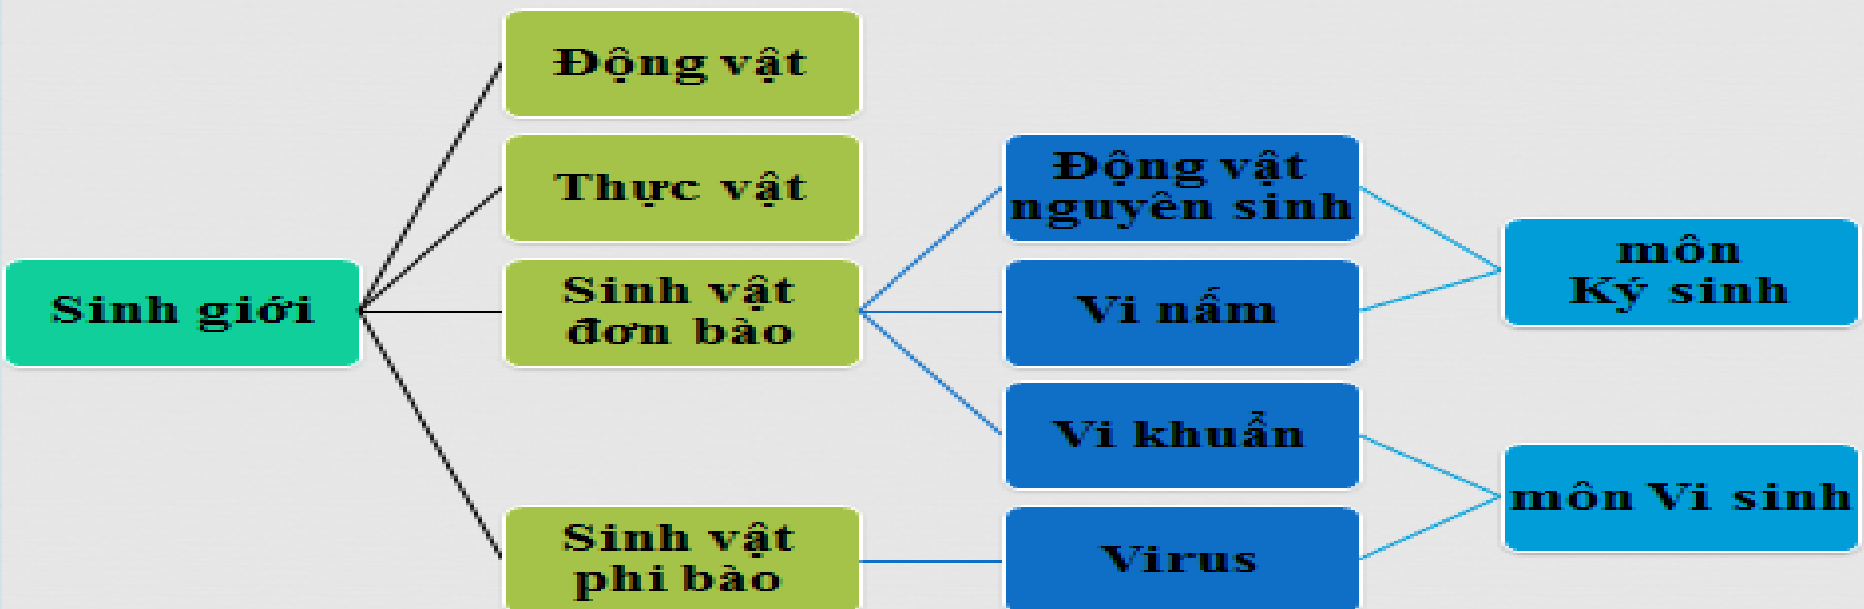 Sinh giới
Động vật
Thực vật
Sinh vật
đơn bào
Sinh vật
phi bào
Động vật
nguyên sinh
Vi nấm
Vi khuẩn
Virus
môn
Ký sinh
môn Vi sinh